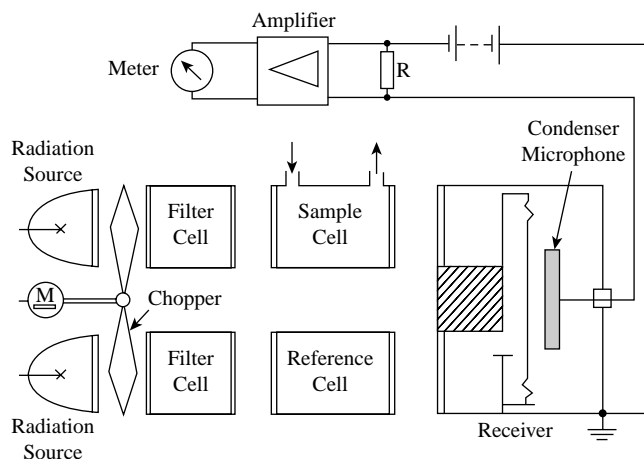 Amplifier
Meter
R
Condenser
Microphone
Radiation
Source
Filter
Cell
Sample
Cell
M
Chopper
Filter
Cell
Reference
Cell
Radiation
Source
Receiver